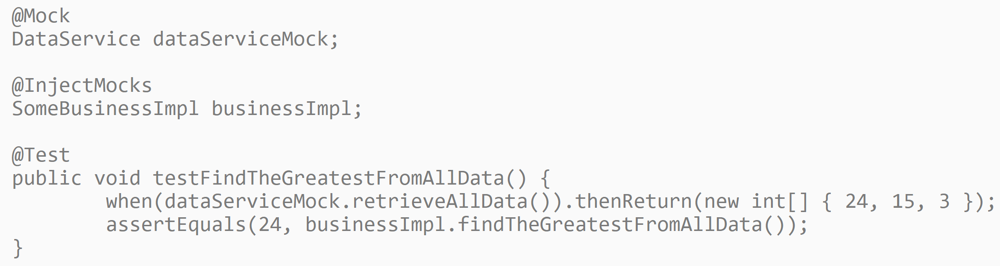 @Mock
DataService dataServiceMock;
@InjectMocks
SomeBusinessImpl businessImpl;
@Test
public void testFindTheGreatestFromAllData() {
when(dataServiceMock.retrieveAllData()).thenReturn(new int[] { 24, 15, 3 });
assertEquals(24, businessImpl.findTheGreatestFromAllData());
}